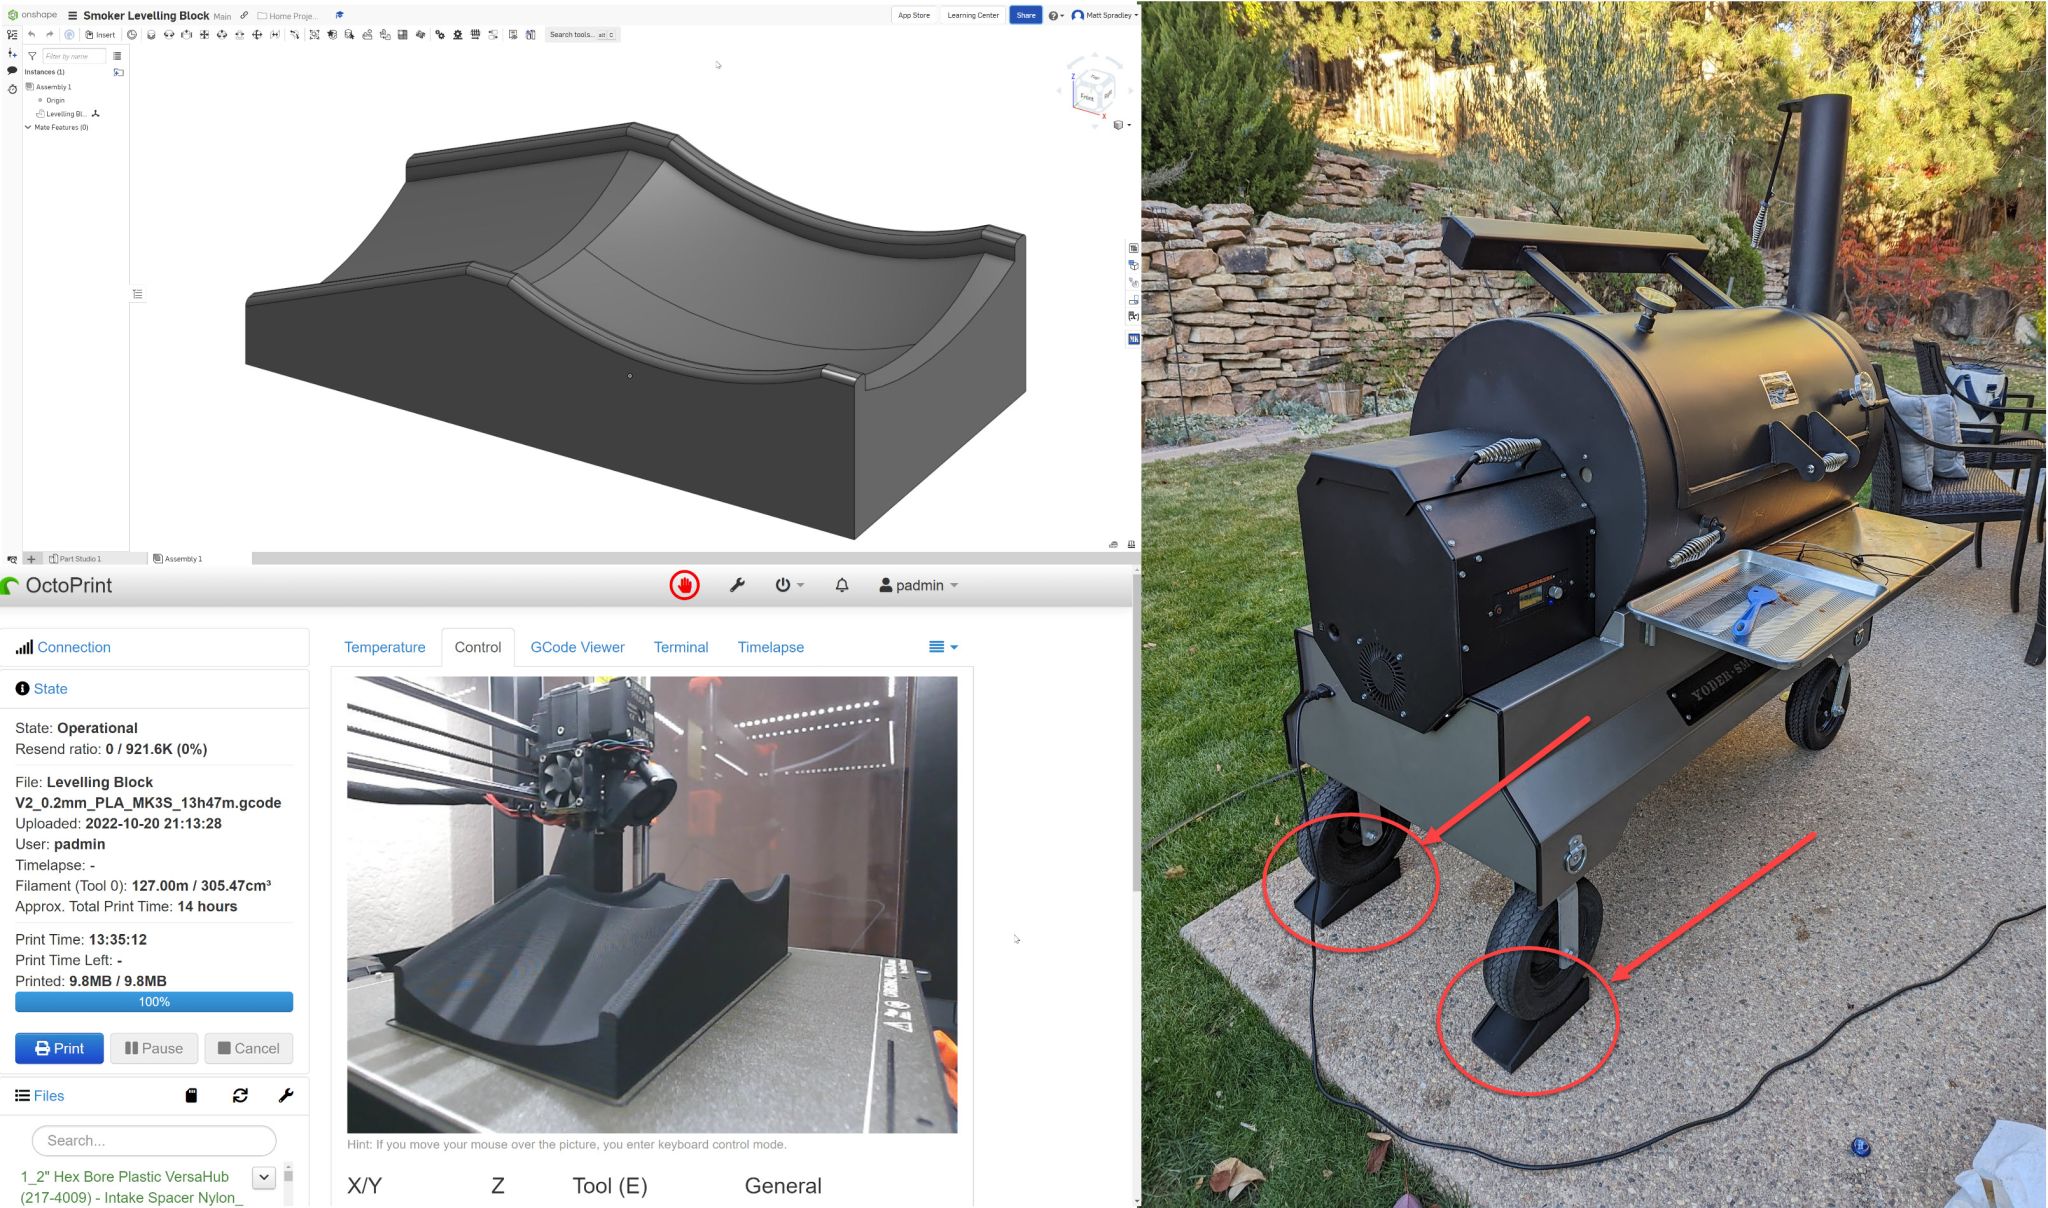 onshape
Smoker Levelling Block Main
Home Proje...
App Store
Learning Center
Share
Matt Spradley
Insert
Search tools...
alt C
Filter by name
Instances (1)
Assembly 1
Origin
Levelling Bl...
Mate Features (0)
Z
Top
Front
Right
X
Part Studio 1
Assembly 1
OctoPrint
padmin
Connection
Temperature
Control
GCode Viewer
Terminal
Timelapse
State
State: Operational
Resend ratio: 0 / 921.6K (0%)
File: Levelling Block
V2_0.2mm_PLA_MK3S_13h47m.gcode
Uploaded: 2022-10-20 21:13:28
User: padmin
Timelapse: -
Filament (Tool 0): 127.00m / 305.47cm³
Approx. Total Print Time: 14 hours
Print Time: 13:35:12
Print Time Left: -
Printed: 9.8MB / 9.8MB
100%
Print
Pause
Cancel
Files
Search...
1_2" Hex Bore Plastic VersaHub
(217-4009) - Intake Spacer Nylon_
Hint: If you move your mouse over the picture, you enter keyboard control mode.
X/Y
Z
Tool (E)
General
YODER-SM